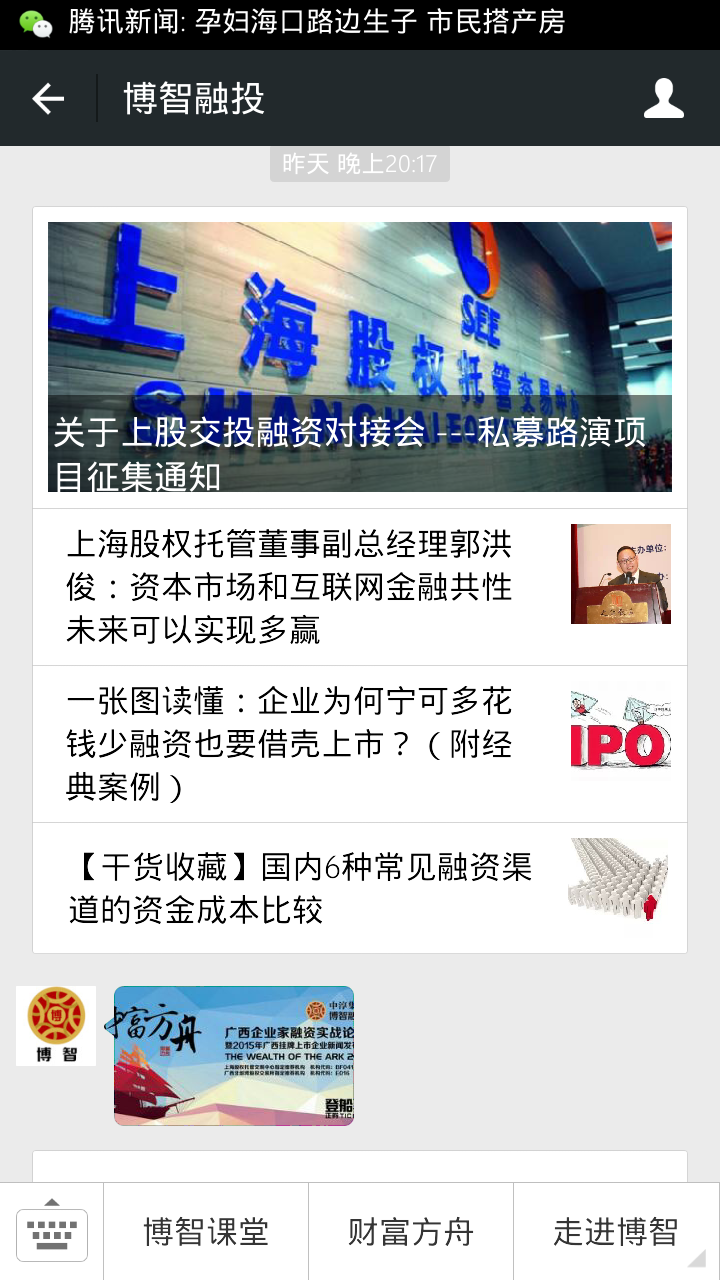 腾讯新闻: 孕妇海口路边生子 市民搭产房
博智融投
昨天 晚上20:17
上海股权托管交易中心
SEE
关于上股交投融资对接会 ---私募路演项
目征集通知
上海股权托管董事副总经理郭洪
俊：资本市场和互联网金融共性
未来可以实现多赢
主办单位:
一张图读懂：企业为何宁可多花
钱少融资也要借壳上市？（附经
典案例）
IPO
【干货收藏】国内6种常见融资渠
道的资金成本比较
博
博智
富方舟
广西企业家融资实战论
暨2015年广西挂牌上市企业新闻发
THE WEALTH OF THE ARK 2
登船
博智课堂
财富方舟
走进博智